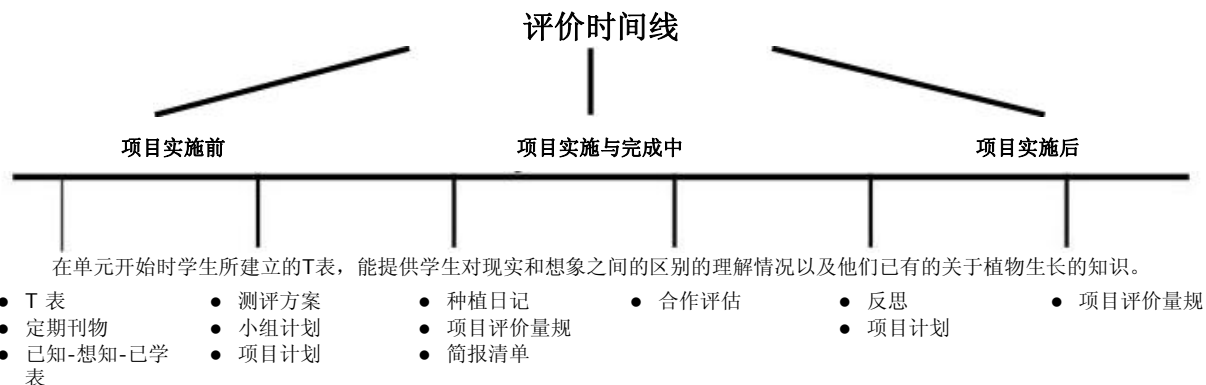 评价时间线
项目实施前 项目实施与完成中 项目实施后
在单元开始时学生所建立的T表，能提供学生对现实和想象之间的区别的理解情况以及他们已有的关于植物生长的知识。
● T 表
● 定期刊物
● 已知-想知-已学
表
● 测评方案
● 小组计划
● 项目计划
● 种植日记
● 项目评价量规
● 简报清单
● 合作评估
● 反思
● 项目计划
● 项目评价量规